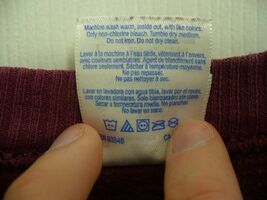 Machine wash warm, inside out, with like colors.
Only non-chlorine bleach. Tumble dry medium.
Do not iron. Do not dry clean.
Laver à la machine à l'eau tiède, vêtement à l'envers,
avec couleurs semblables. Agent de blanchiment sans
chlore seulement. Sécher à température moyenne.
Ne pas repasser.
Ne pas nettoyer à sec.
Lavar en lavadora con agua tibia, por el revés, con
colores similares. Solo blanqueador sin cloro.
Secar a temperatura media. No planchar.
No lavar en seco.